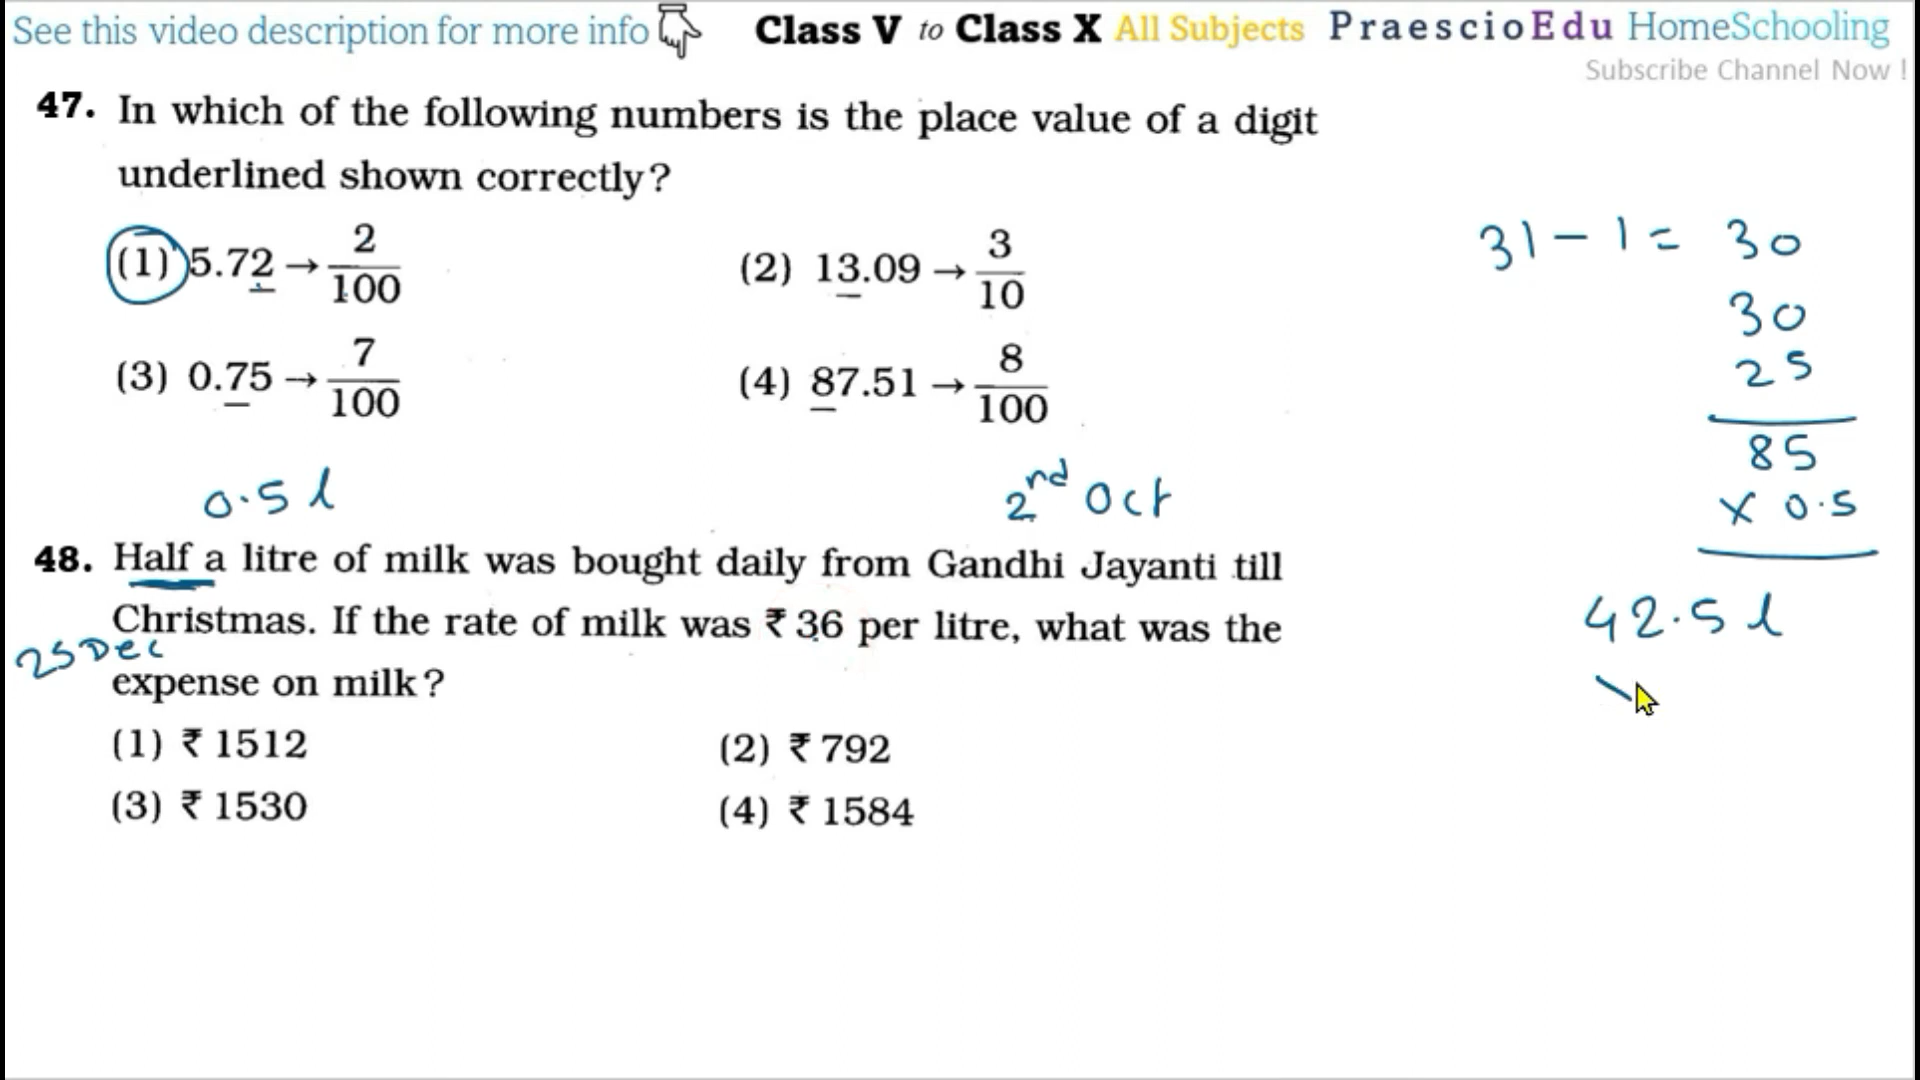 See this video description for more info Class V to Class X All Subjects PraescioEdu HomeSchooling
Subscribe Channel Now !
47. In which of the following numbers is the place value of a digit
underlined shown correctly?
(1) 5.72 → 2/100 (2) 13.09 → 3/10
(3) 0.75 → 7/100 (4) 87.51 → 8/100
31 - 1 = 30
30
25
85
x 0.5
42.5 l
0.5 l 2nd Oct
48. Half a litre of milk was bought daily from Gandhi Jayanti till
Christmas. If the rate of milk was ₹ 36 per litre, what was the
25 Dec
expense on milk?
(1) ₹ 1512 (2) ₹ 792
(3) ₹ 1530 (4) ₹ 1584